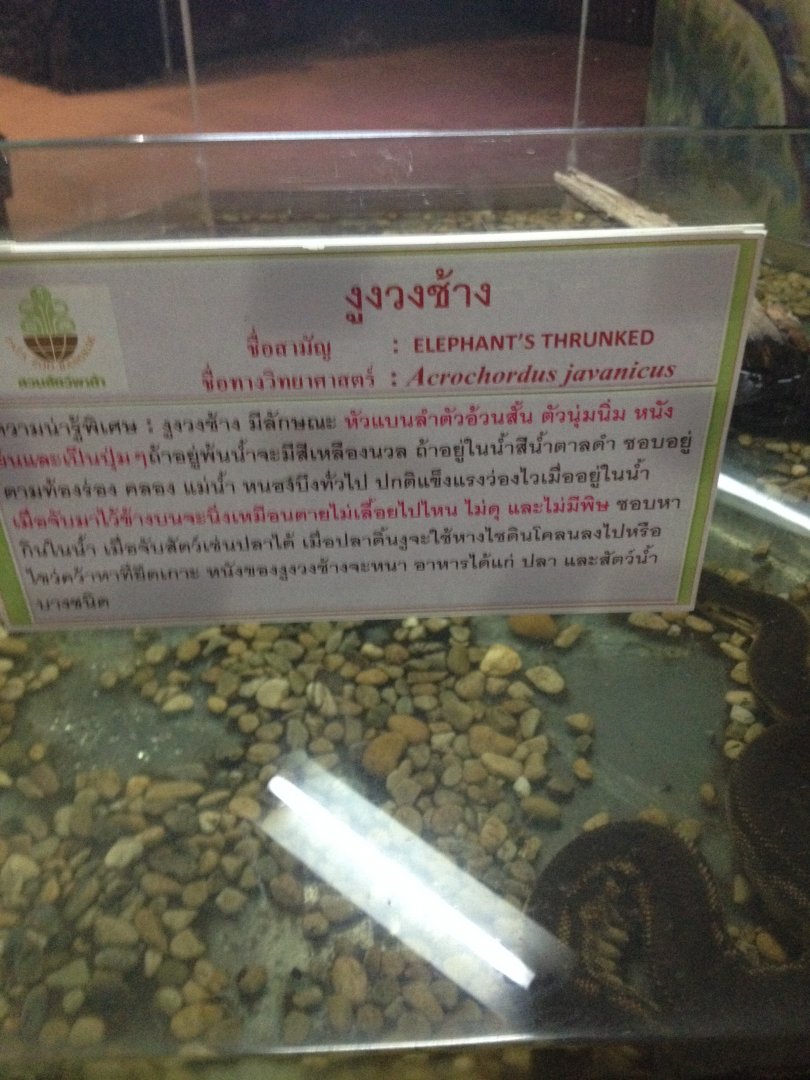 งูงวงช้าง
ชื่อสามัญ : ELEPHANT'S THRUNKED
ชื่อทางวิทยาศาสตร์ : Acrochordus javanicus
สวนสัตว์พาต้า
ความน่ารู้พิเศษ : งูงวงช้าง มีลักษณะ หัวแบนลำตัวอ้วนสั้น ตัวนุ่มนิ่ม หนัง
ย่นและเป็นปุ่ม ๆถ้าอยู่พ้นน้ำจะมีสีเหลืองนวล ถ้าอยู่ในน้ำสีน้ำตาลดำ ชอบอยู่
ตามท้องร่อง คลอง แม่น้ำ หนองบึงทั่วไป ปกติแข็งแรงว่องไวเมื่ออยู่ในน้ำ
เมื่อจับมาไว้ข้างบนจะนิ่งเหมือนตายไม่เลื้อยไปไหน ไม่ดุ และไม่มีพิษ ชอบหา
กินในน้ำ เมื่อจับสัตว์เช่นปลาได้ เมื่อปลาดิ้นงูจะใช้หางไชดินโคลนลงไปหรือ
ไขว่คว้าหาที่ยึดเกาะ หนังของงูงวงช้างจะหนา อาหารได้แก่ ปลา และสัตว์น้ำ
บางชนิด